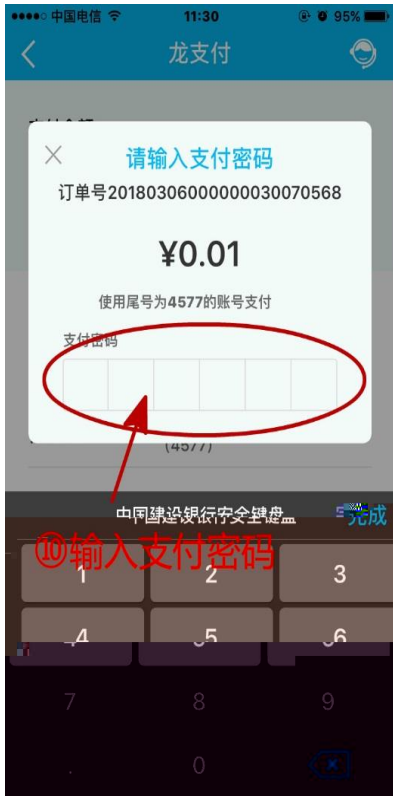 中国电信 11:30 95%
龙支付
请输入支付密码
订单号20180306000000030070568
¥0.01
使用尾号为4577的账号支付
支付密码
(4577)
中国建设银行安全键盘 完成
⑩输入支付密码
1 2 3
4 5 6
7 8 9
. 0